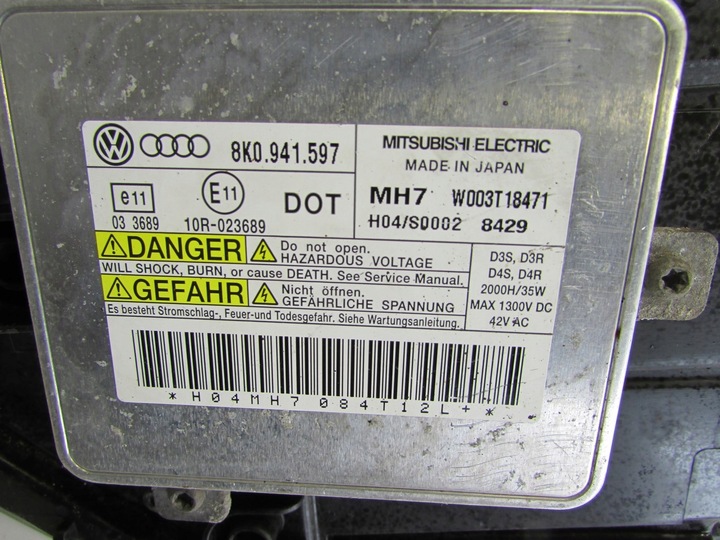 8K0.941.597
MITSUBISHI ELECTRIC
MADE IN JAPAN
e11
E11
DOT
03 3689
10R-023689
MH7 W003T18471
H04/S0002 8429
DANGER
Do not open.
HAZARDOUS VOLTAGE
WILL SHOCK, BURN, or cause DEATH. See Service Manual.
GEFAHR
Nicht öffnen.
GEFÄHRLICHE SPANNUNG
Es besteht Stromschlag-, Feuer-und Todesgefahr. Siehe Wartungsanleitung.
D3S, D3R
D4S, D4R
2000H/35W
MAX 1300V DC
42V AC
*H04MH7084T12L+*